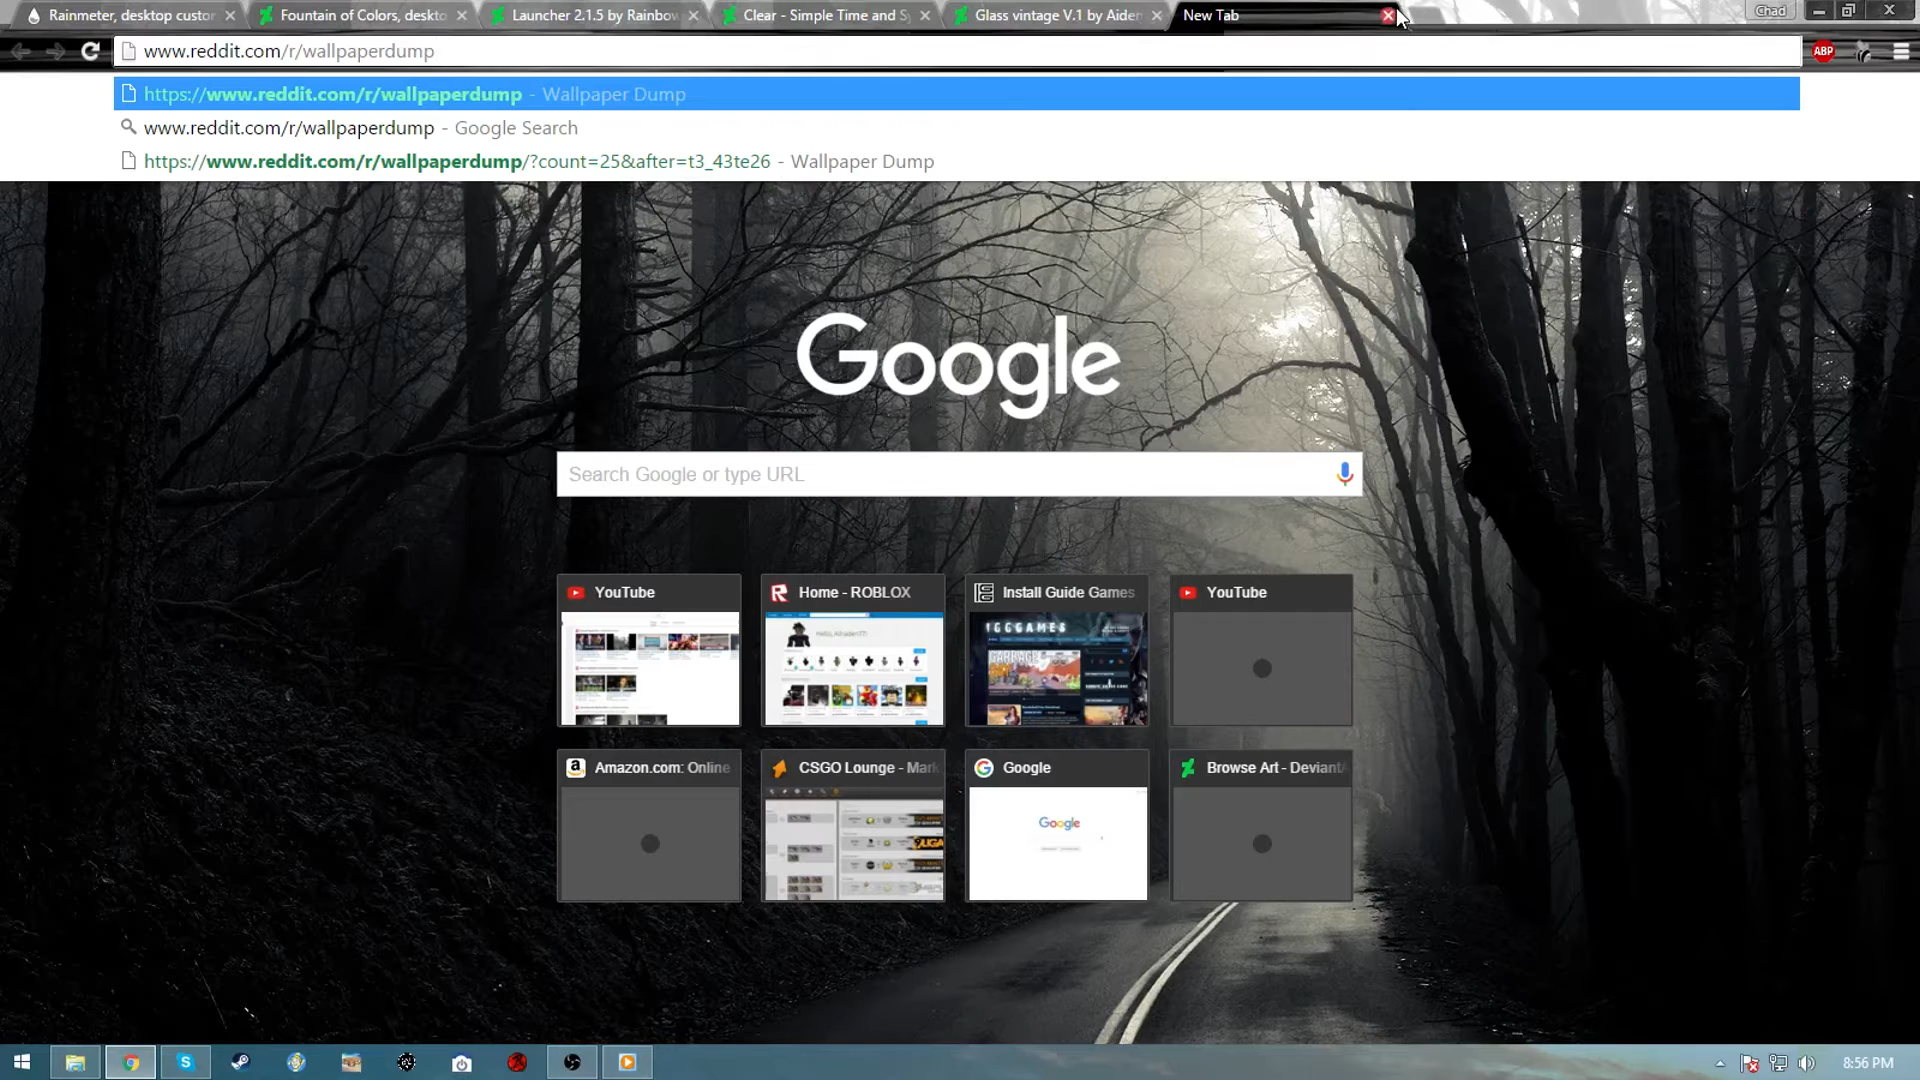 Rainmeter, desktop custor
Fountain of Colors, deskto
Launcher 2.1.5 by Rainbow
Clear - Simple Time and Sy
Glass vintage V.1 by Aiden
New Tab
Chad
www.reddit.com/r/wallpaperdump
ABP
https://www.reddit.com/r/wallpaperdump - Wallpaper Dump
www.reddit.com/r/wallpaperdump - Google Search
https://www.reddit.com/r/wallpaperdump/?count=25&after=t3_43te26 - Wallpaper Dump
Google
Search Google or type URL
YouTube
Home - ROBLOX
Install Guide Games
YouTube
IGGGAMES
Amazon.com: Online
CSGO Lounge - Mark
Google
Browse Art - DeviantA
Google
8:56 PM